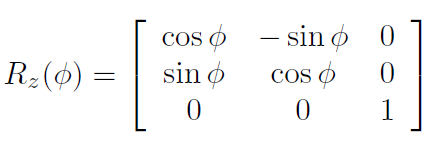 cos ϕ − sin ϕ 0
R_z(ϕ) = sin ϕ cos ϕ 0
0 0 1